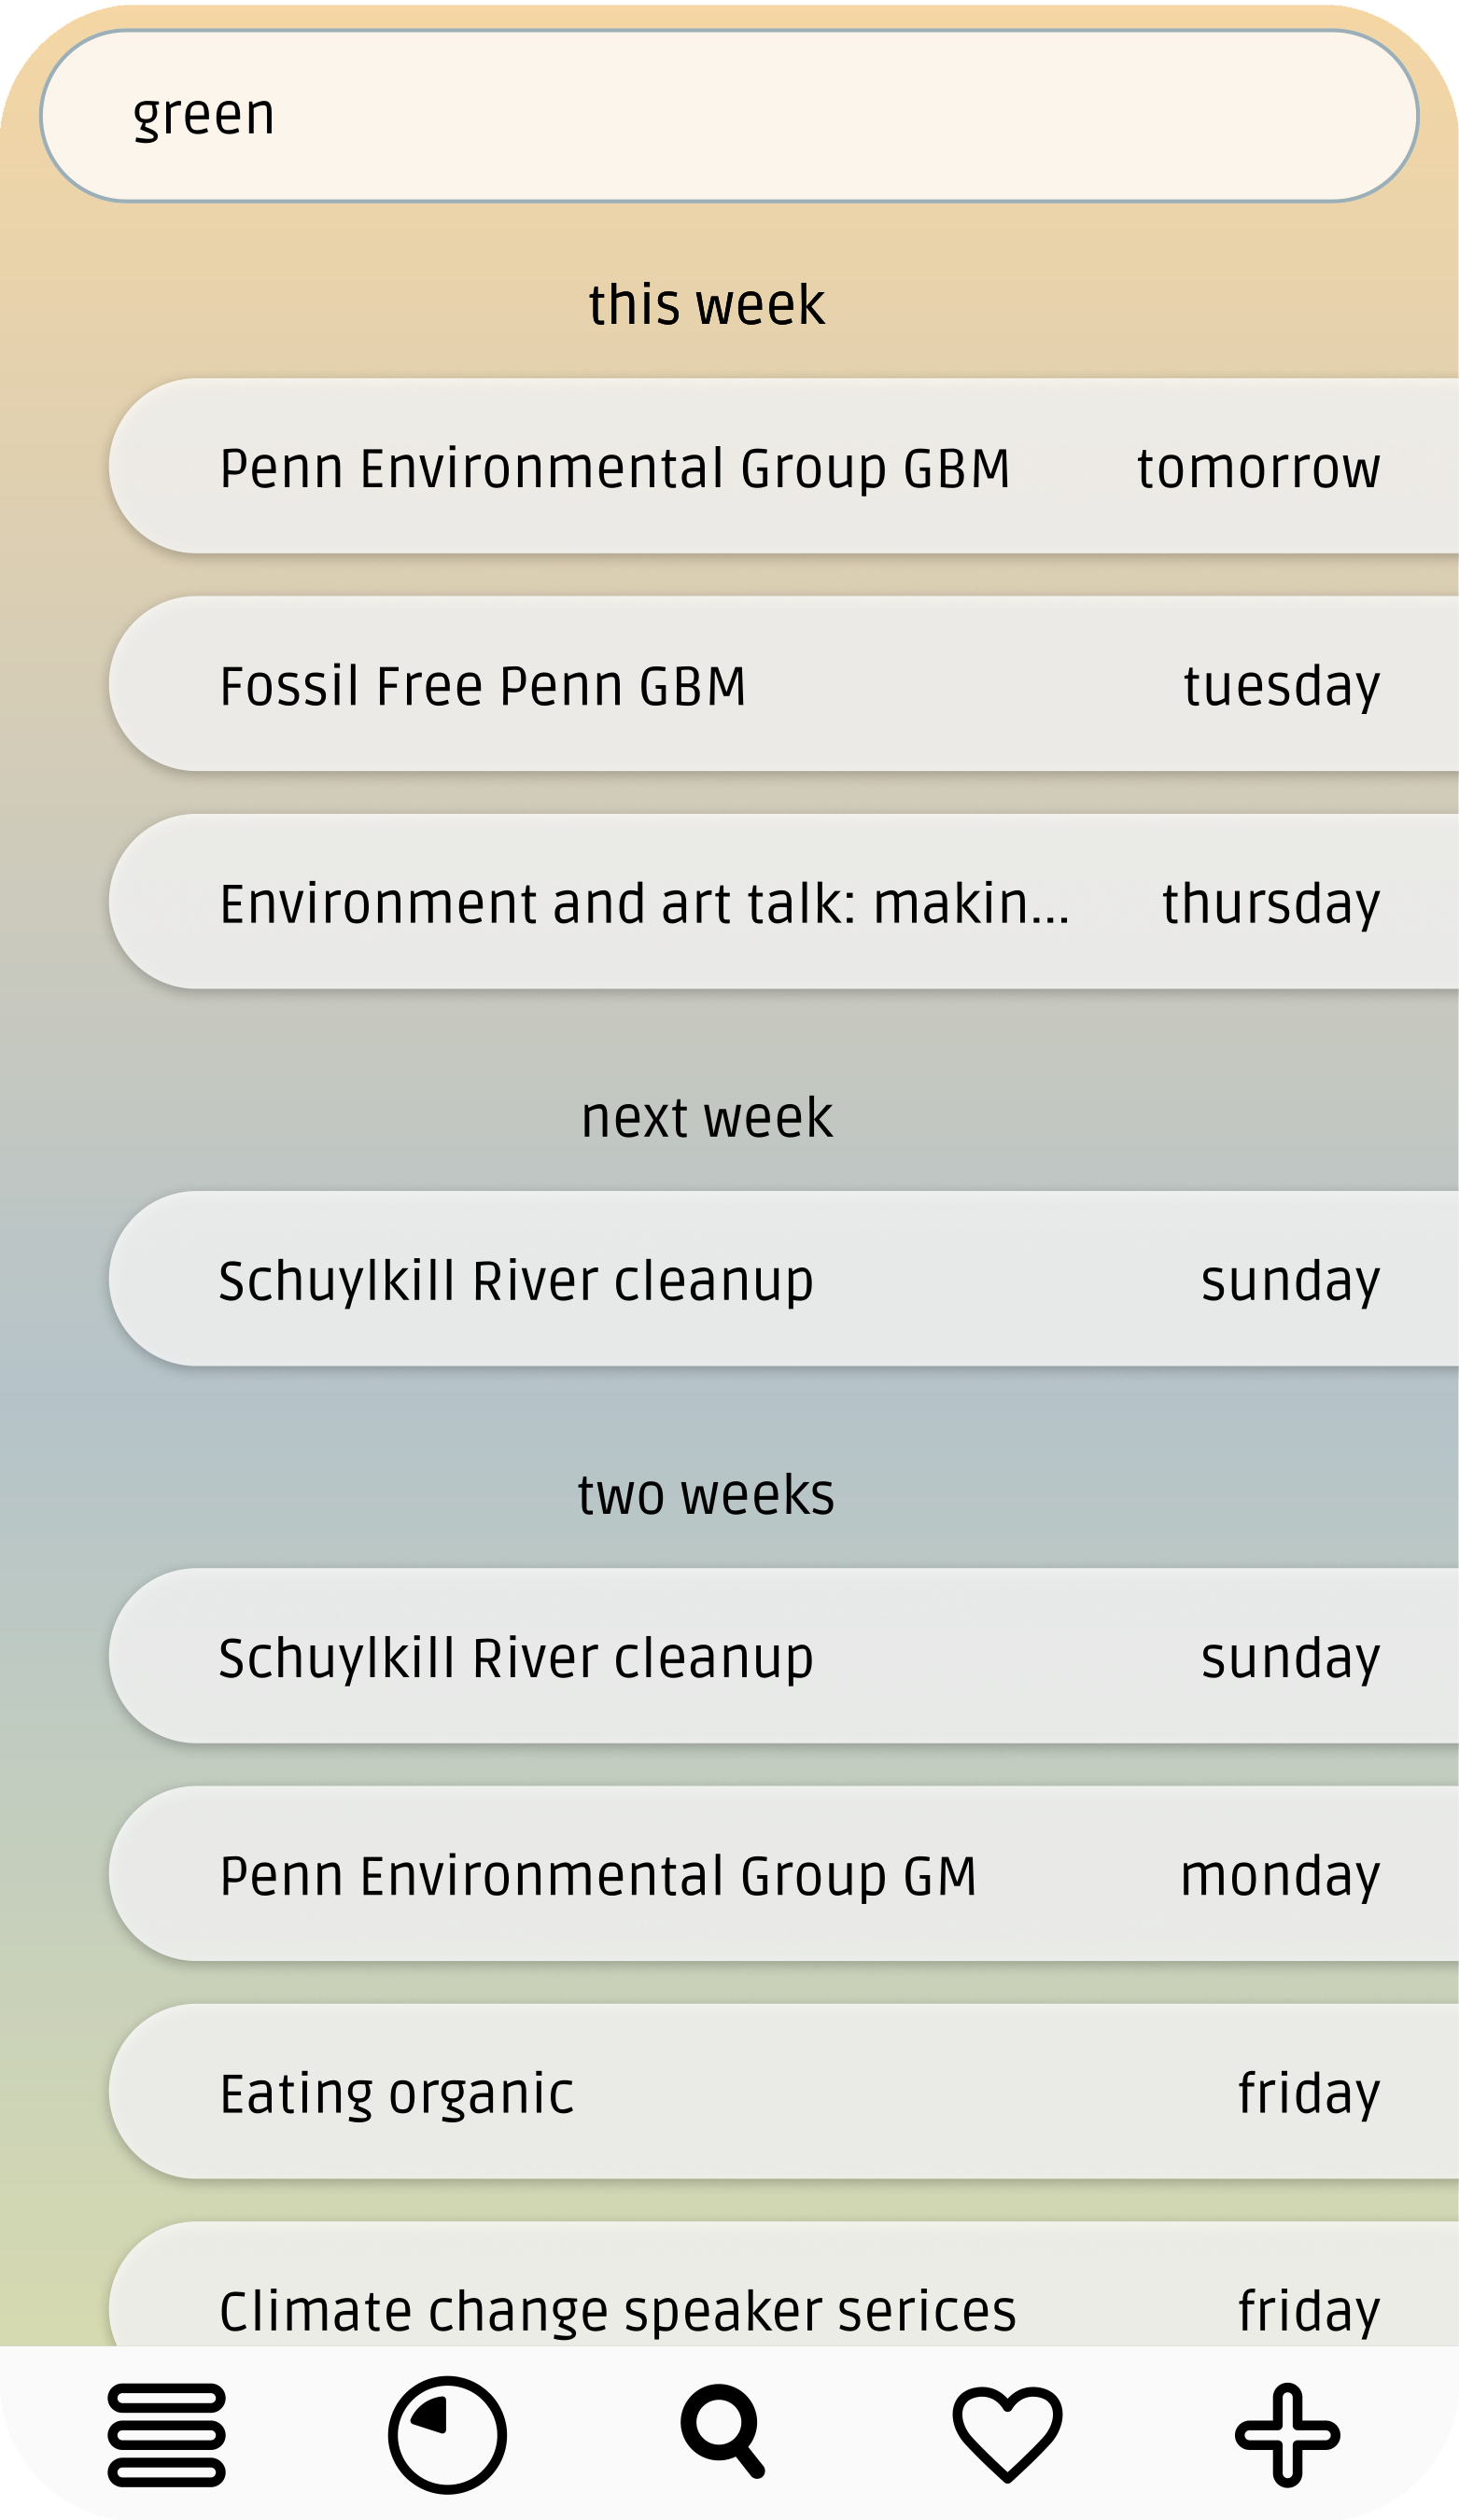 green
this week
Penn Environmental Group GBM tomorrow
Fossil Free Penn GBM tuesday
Environment and art talk: makin... thursday
next week
Schuylkill River cleanup sunday
two weeks
Schuylkill River cleanup sunday
Penn Environmental Group GM monday
Eating organic friday
Climate change speaker serices friday